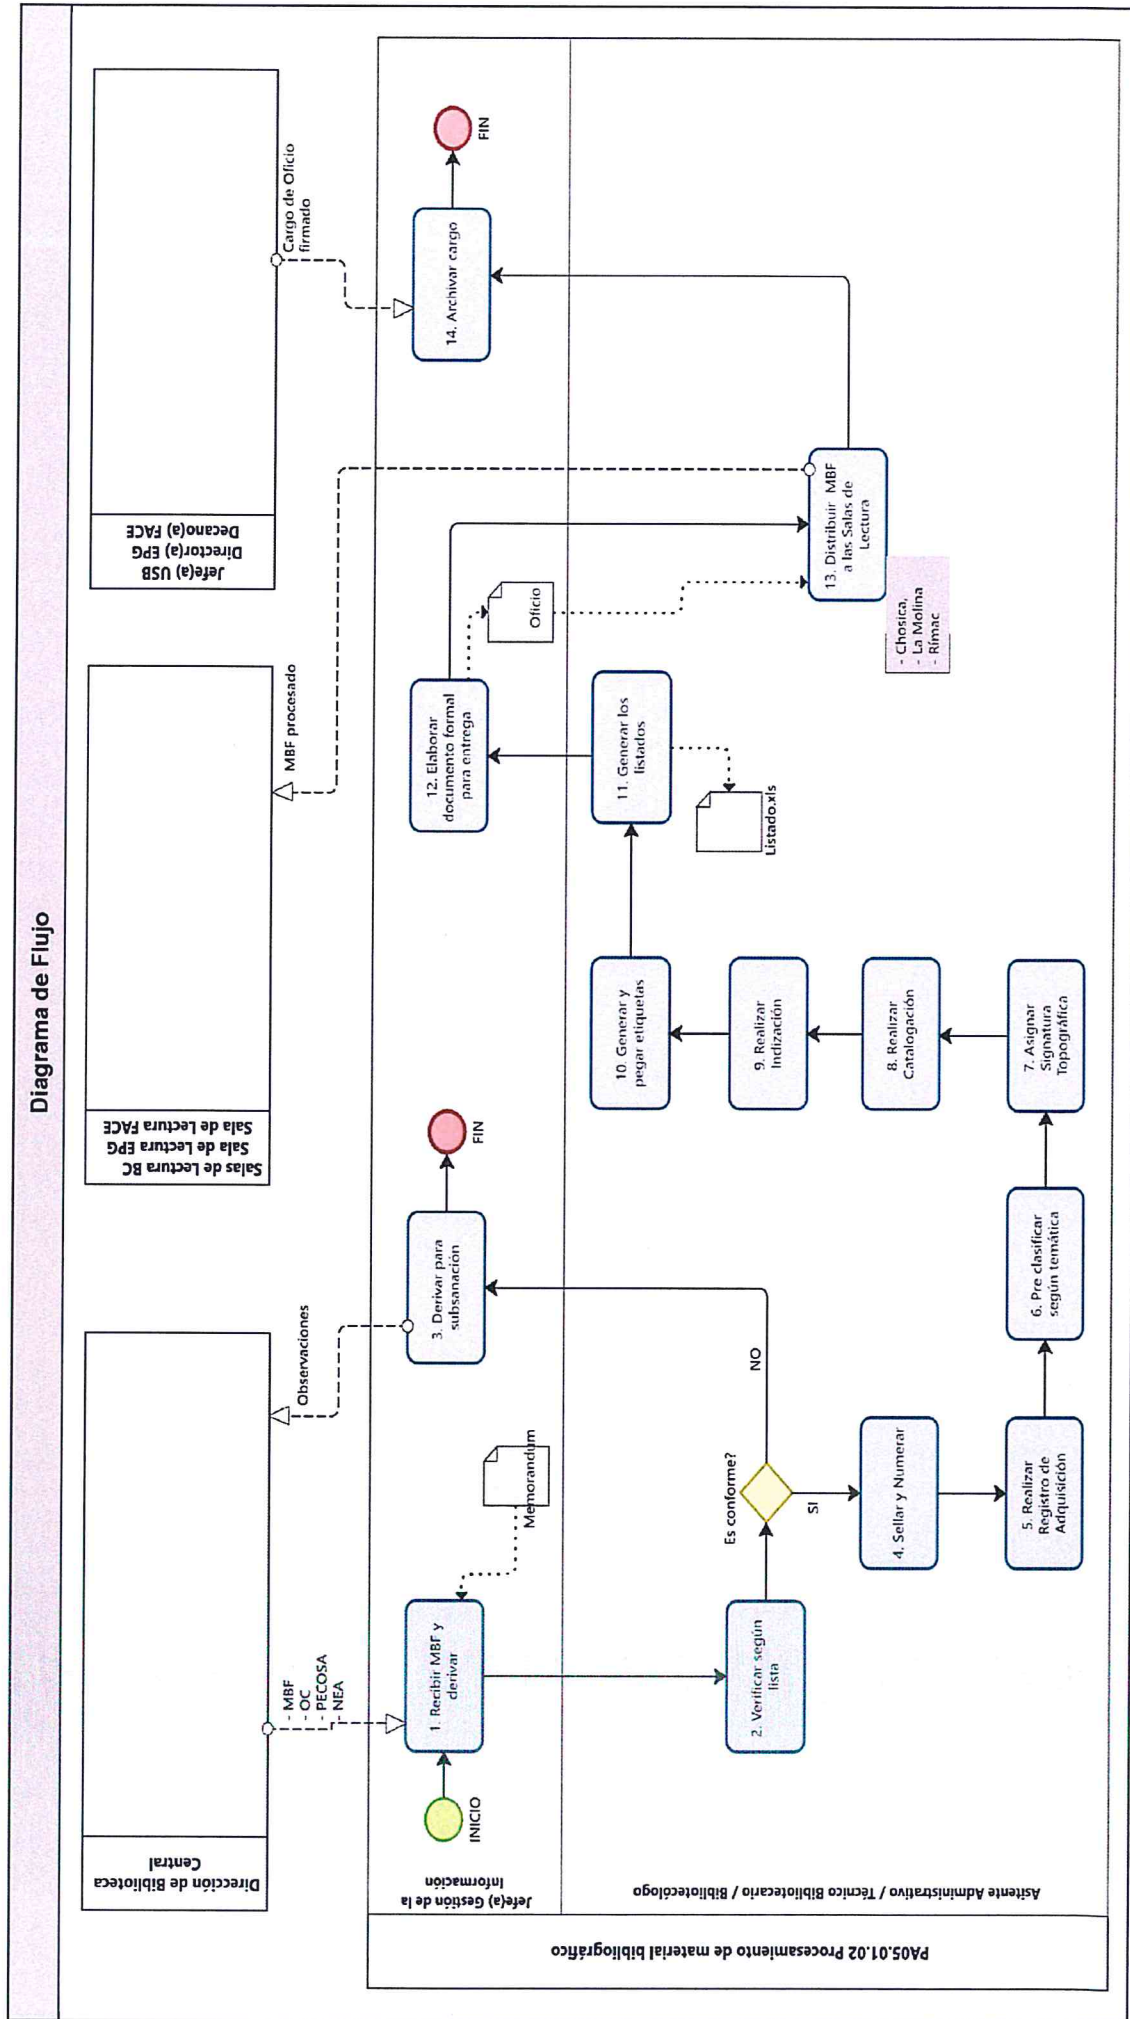 Diagrama de Flujo
Dirección de Biblioteca
Central
Salas de Lectura BC
Sala de Lectura EPG
Sala de Lectura FACE
Jefe(a) USB
Director(a) EPG
Decano(a) FACE
- MBF
- OC
- PECOSA
- NEA
Observaciones
MBF procesado
Cargo de Oficio
firmado
PA05.01.02 Procesamiento de material bibliográfico
Jefe(a) Gestión de la
Información
INICIO
1. Recibir MBF y
derivar
Memorandum
3. Derivar para
subsanación
FIN
12. Elaborar
documento formal
para entrega
Oficio
14. Archivar cargo
FIN
Asitente Administrativo / Técnico Bibliotecario / Bibliotecólogo
2. Verificar según
lista
Es conforme?
NO
SI
4. Sellar y Numerar
5. Realizar
Registro de
Adquisición
6. Pre clasificar
según temática
7. Asignar
Signatura
Topográfica
8. Realizar
Catalogación
9. Realizar
Indización
10. Generar y
pegar etiquetas
11. Generar los
listados
Listado.xls
13. Distribuir MBF
a las Salas de
Lectura
- Chosica,
- La Molina
- Rímac